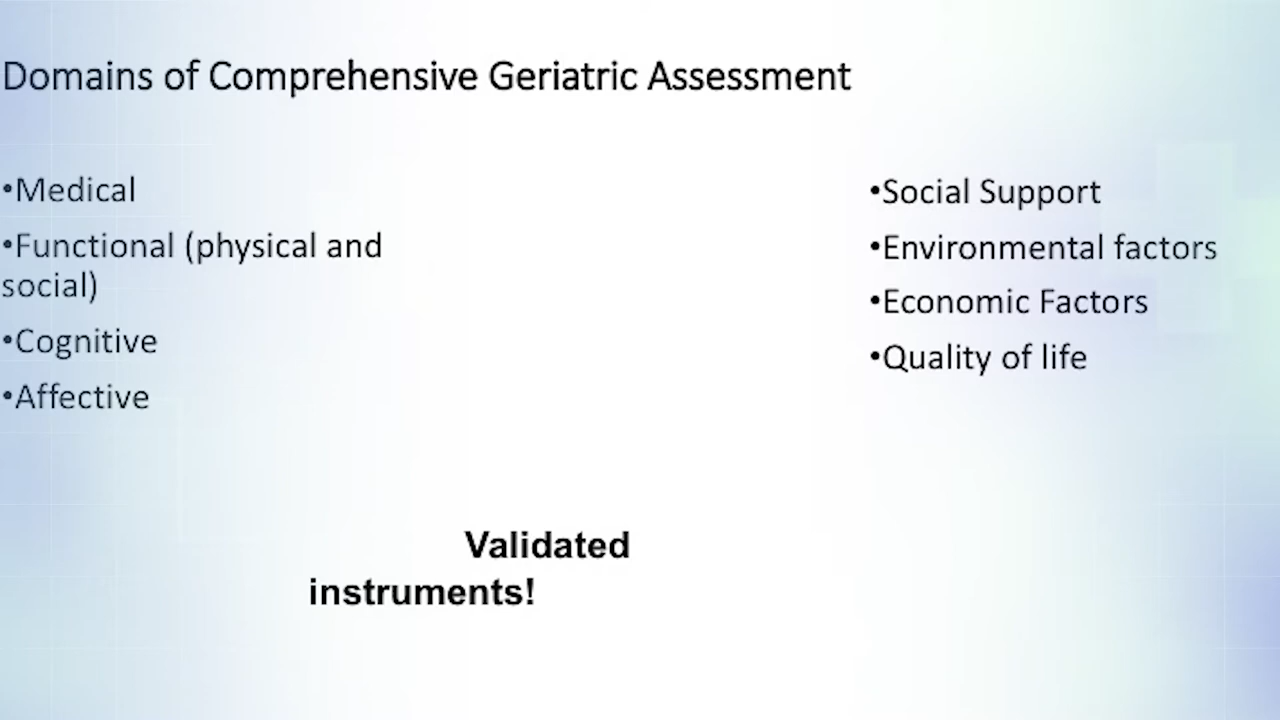 Domains of Comprehensive Geriatric Assessment
•Medical
•Functional (physical and
social)
•Cognitive
•Affective
•Social Support
•Environmental factors
•Economic Factors
•Quality of life
Validated
instruments!